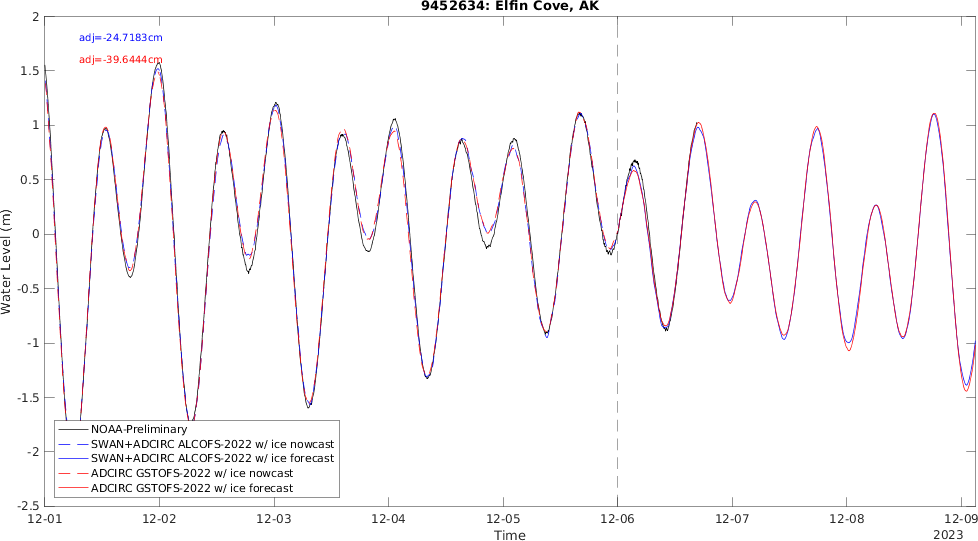 9452634: Elfin Cove, AK
adj=-24.7183cm
adj=-39.6444cm
2
1.5
1
0.5
0
-0.5
-1
-1.5
-2
-2.5
Water Level (m)
NOAA-Preliminary
SWAN+ADCIRC ALCOFS-2022 w/ ice nowcast
SWAN+ADCIRC ALCOFS-2022 w/ ice forecast
ADCIRC GSTOFS-2022 w/ ice nowcast
ADCIRC GSTOFS-2022 w/ ice forecast
12-01 12-02 12-03 12-04 12-05 12-06 12-07 12-08 12-09
Time
2023